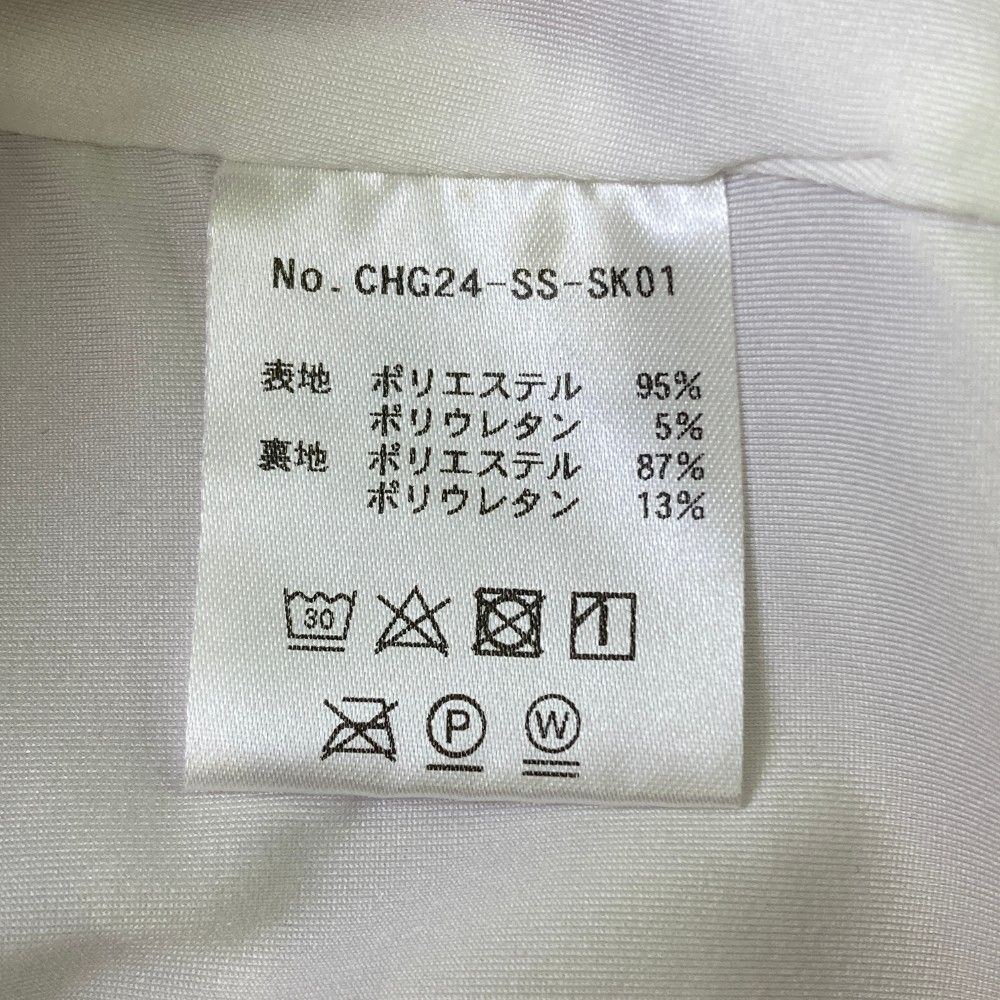 No. CHG24-SS-SK01
表地 ポリエステル 95%
ポリウレタン 5%
裏地 ポリエステル 87%
ポリウレタン 13%
30
P W